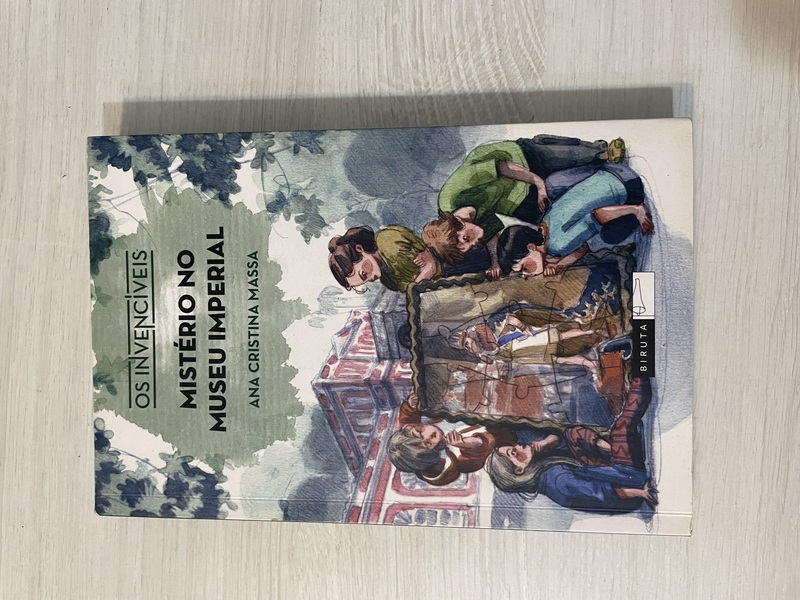 OS INVENCÍVEIS
MISTÉRIO NO
MUSEU IMPERIAL
ANA CRISTINA MASSA
BIRUTA